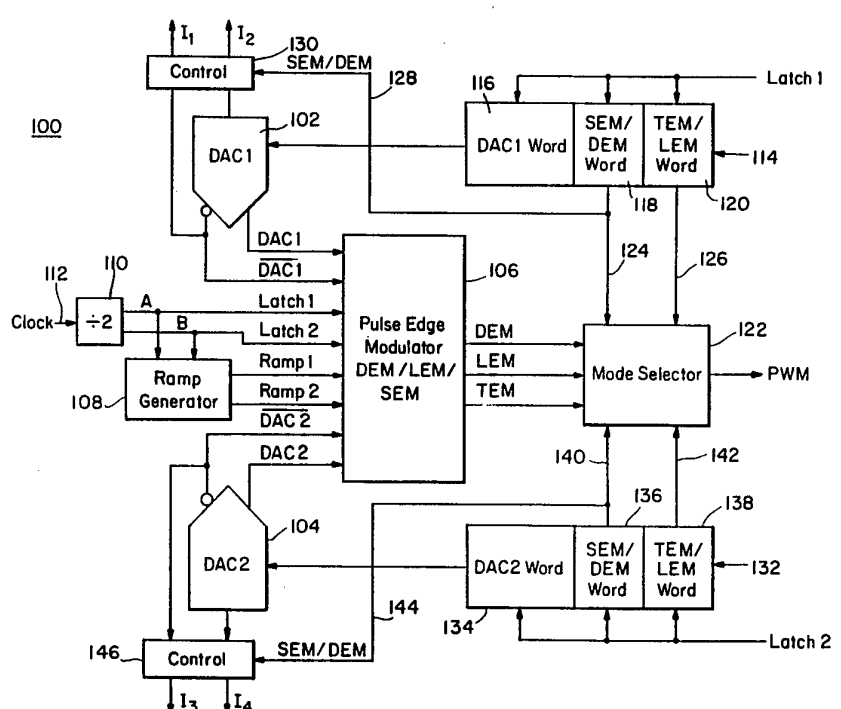 I1
I2
130
Control
SEM/DEM
128
116
Latch 1
100
102
DAC1
DAC1 Word
SEM/
DEM
Word
TEM/
LEM
Word
114
118
120
DAC1
DAC1
106
124
126
112
110
A
Latch 1
Clock
÷2
B
Latch 2
Pulse Edge
Modulator
DEM/LEM/
SEM
DEM
122
Ramp 1
LEM
Mode Selector
PWM
108
Ramp
Generator
Ramp 2
TEM
DAC2
DAC2
140
142
136
138
104
DAC2
DAC2 Word
SEM/
DEM
Word
TEM/
LEM
Word
132
144
134
146
Control
SEM/DEM
Latch 2
I3
I4